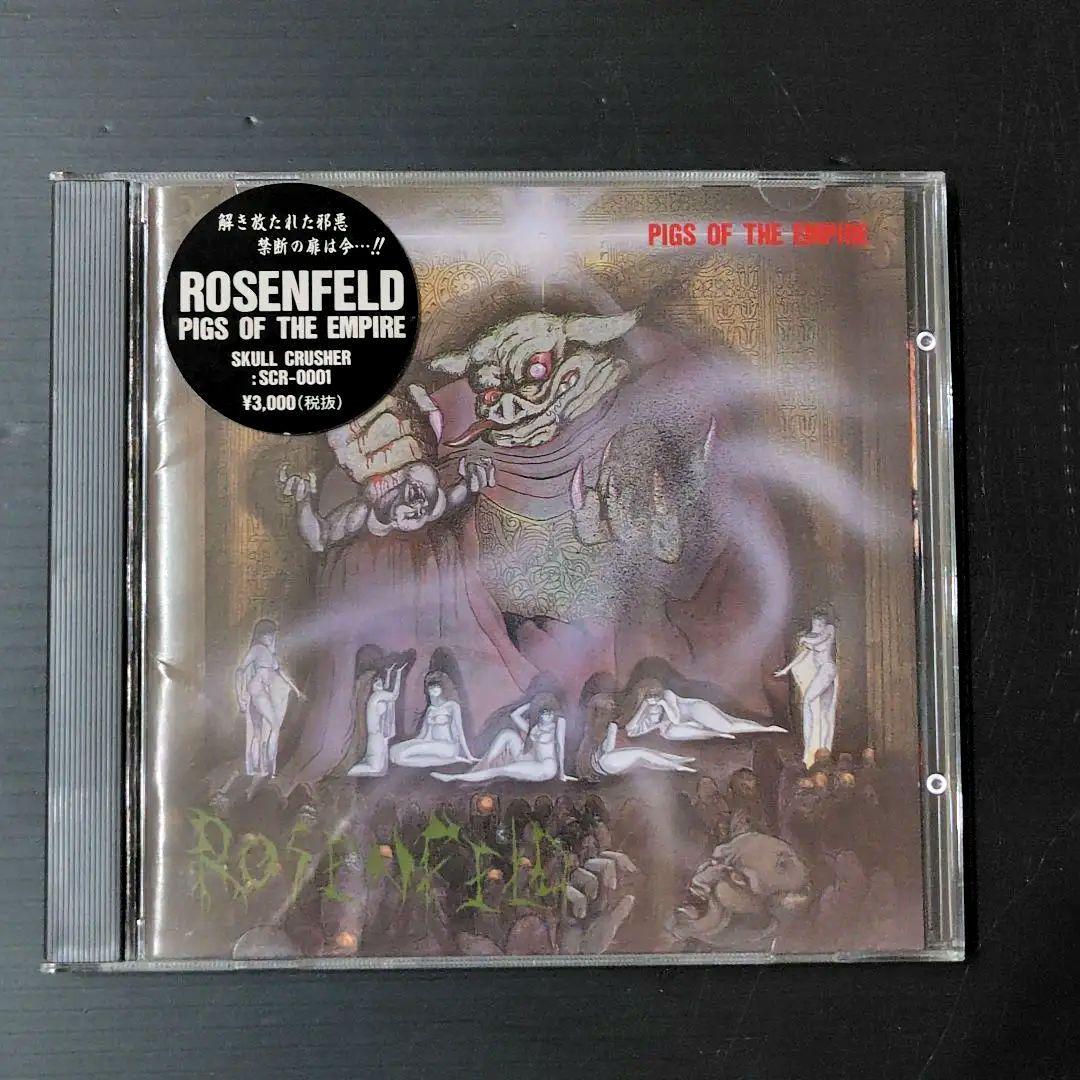 解き放たれた邪悪
禁断の扉は今…!!
ROSENFELD
PIGS OF THE EMPIRE
SKULL CRUSHER
:SCR-0001
¥3,000(税抜)
PIGS OF THE EMPIRE
ROSENFELD